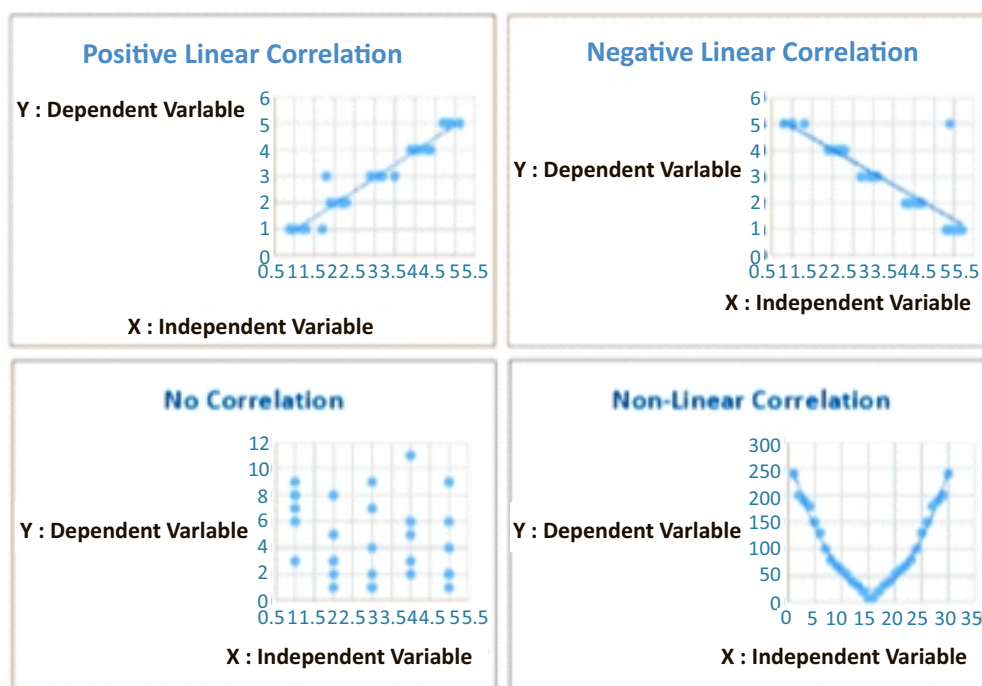 Positive Linear Correlation
Y : Dependent Varlable
6
5
4
3
2
1
0
0.511.522.533.544.555.5
X : Independent Variable
Negative Linear Correlation
Y : Dependent Variable
6
5
4
3
2
1
0
0.511.522.533.544.555.5
X : Independent Variable
No Correlation
Y : Dependent Varlable
12
10
8
6
4
2
0
0.511.522.533.544.555.5
X : Independent Variable
Non-Linear Correlation
Y : Dependent Varlable
300
250
200
150
100
50
0
0 5 10 15 20 25 30 35
X : Independent Variable